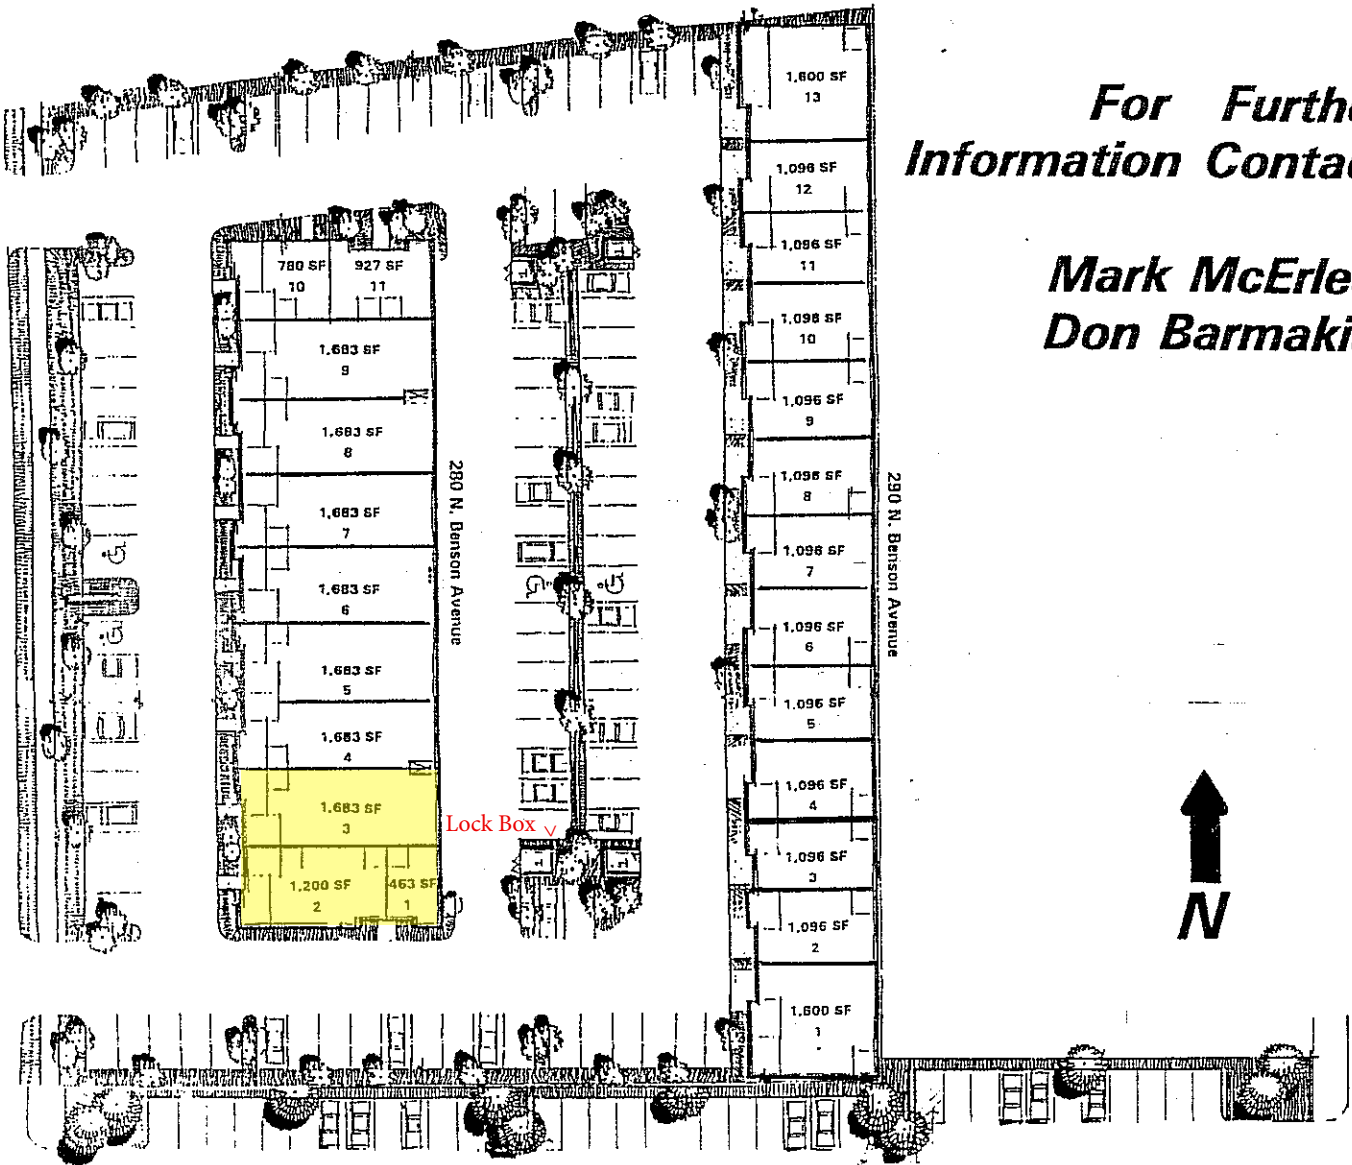 For Furthe
Information Contac
Mark McErle
Don Barmaki
780 SF
10
927 SF
11
1,683 SF
9
1,683 SF
8
1,683 SF
7
1,683 SF
6
1,683 SF
5
1,683 SF
4
1,683 SF
3
1,200 SF
2
463 SF
1
280 N. Benson Avenue
Lock Box
1,600 SF
13
1,096 SF
12
1,096 SF
11
1,096 SF
10
1,096 SF
9
1,096 SF
8
1,096 SF
7
1,096 SF
6
1,096 SF
5
1,096 SF
4
1,096 SF
3
1,096 SF
2
1,600 SF
1
290 N. Benson Avenue
N